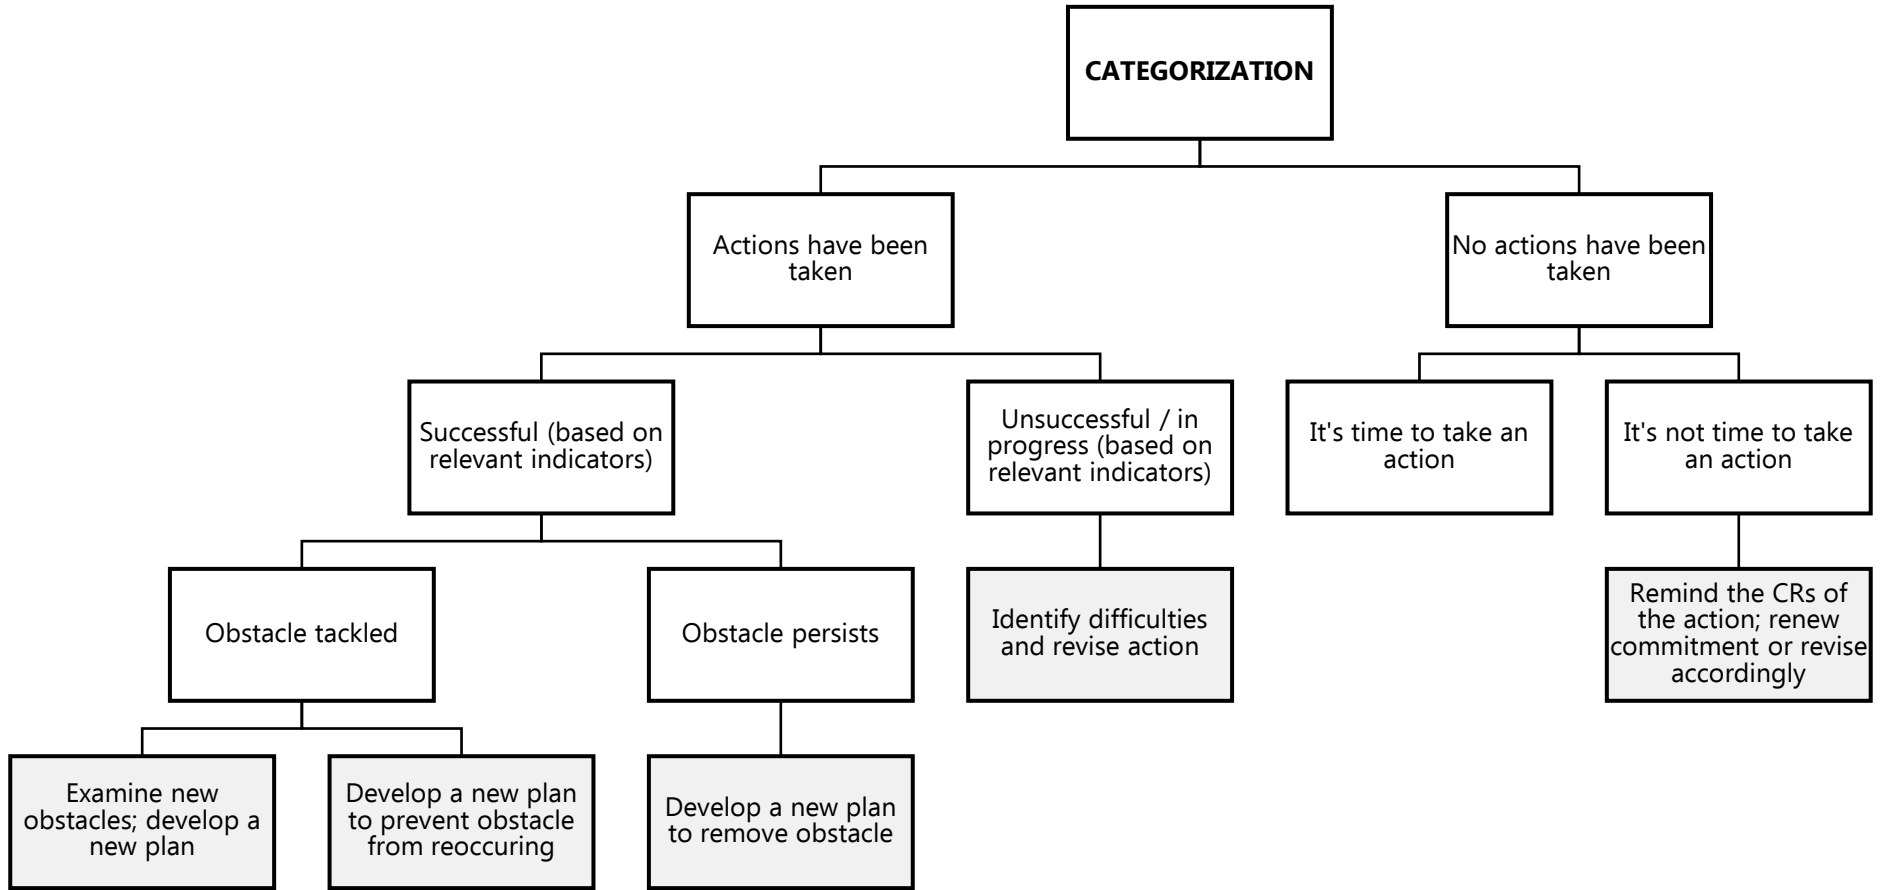 CATEGORIZATION
Actions have been
taken
No actions have been
taken
Successful (based on
relevant indicators)
Unsuccessful / in
progress (based on
relevant indicators)
It's time to take an
action
It's not time to take
an action
Obstacle tackled
Obstacle persists
Identify difficulties
and revise action
Remind the CRs of
the action; renew
commitment or revise
accordingly
Examine new
obstacles; develop a
new plan
Develop a new plan
to prevent obstacle
from reoccuring
Develop a new plan
to remove obstacle